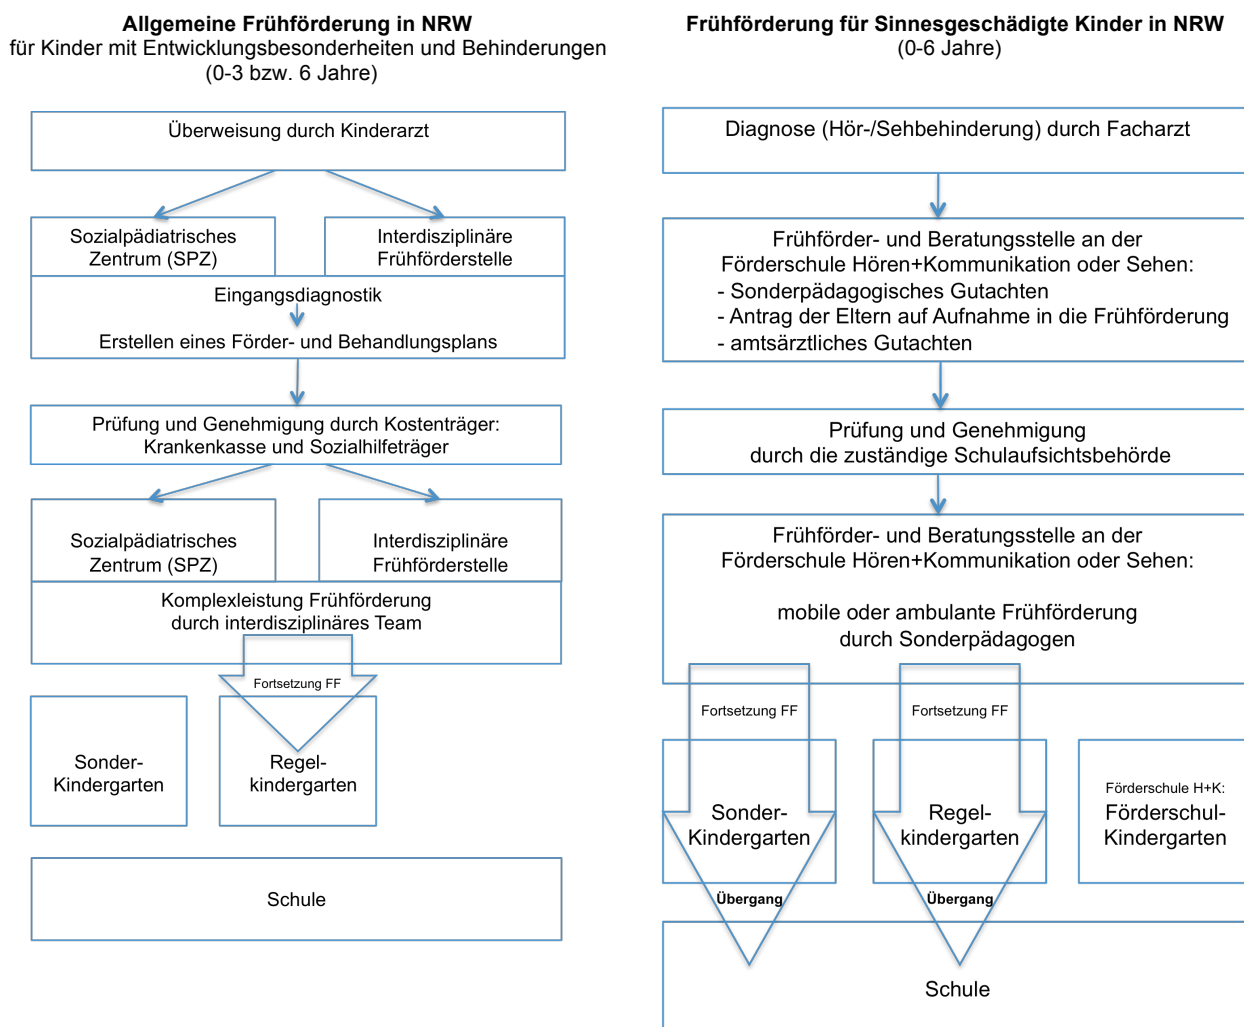 Allgemeine Frühförderung in NRW
für Kinder mit Entwicklungsbesonderheiten und Behinderungen
(0-3 bzw. 6 Jahre)
Überweisung durch Kinderarzt
Sozialpädiatrisches
Zentrum (SPZ)
Interdisziplinäre
Frühförderstelle
Eingangsdiagnostik
Erstellen eines Förder- und Behandlungsplans
Prüfung und Genehmigung durch Kostenträger:
Krankenkasse und Sozialhilfeträger
Sozialpädiatrisches
Zentrum (SPZ)
Interdisziplinäre
Frühförderstelle
Komplexleistung Frühförderung
durch interdisziplinäres Team
Fortsetzung FF
Sonder-
Kindergarten
Regel-
kindergarten
Schule
Frühförderung für Sinnesgeschädigte Kinder in NRW
(0-6 Jahre)
Diagnose (Hör-/Sehbehinderung) durch Facharzt
Frühförder- und Beratungsstelle an der
Förderschule Hören+Kommunikation oder Sehen:
- Sonderpädagogisches Gutachten
- Antrag der Eltern auf Aufnahme in die Frühförderung
- amtsärztliches Gutachten
Prüfung und Genehmigung
durch die zuständige Schulaufsichtsbehörde
Frühförder- und Beratungsstelle an der
Förderschule Hören+Kommunikation oder Sehen:
mobile oder ambulante Frühförderung
durch Sonderpädagogen
Fortsetzung FF
Fortsetzung FF
Sonder-
Kindergarten
Regel-
kindergarten
Förderschule H+K:
Förderschul-
Kindergarten
Übergang
Übergang
Schule